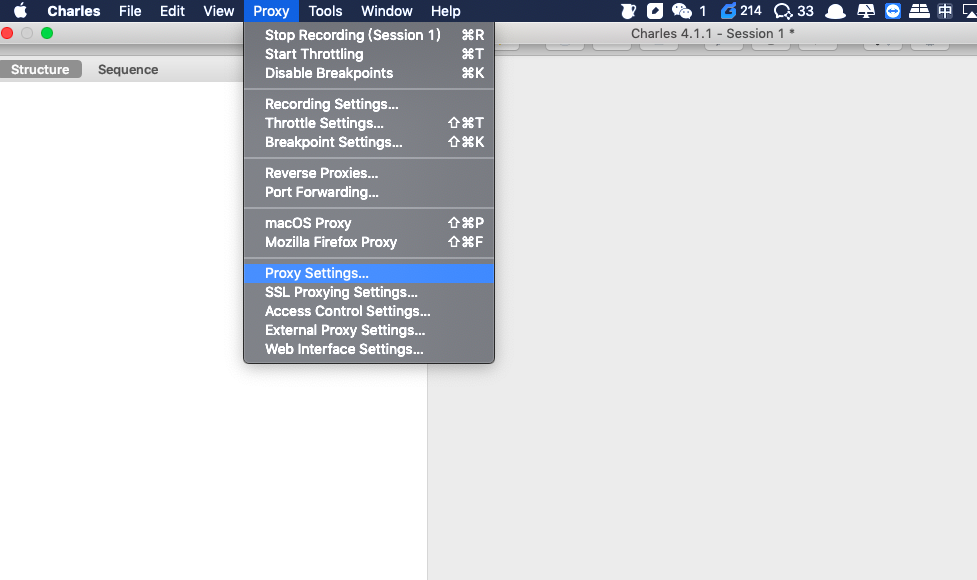 Charles File Edit View Proxy Tools Window Help 1 214 33 中
Charles 4.1.1 - Session 1 *
Structure Sequence
Stop Recording (Session 1) ⌘R
Start Throttling ⌘T
Disable Breakpoints ⌘K
Recording Settings...
Throttle Settings... ⇧⌘T
Breakpoint Settings... ⇧⌘K
Reverse Proxies...
Port Forwarding...
macOS Proxy ⇧⌘P
Mozilla Firefox Proxy ⇧⌘F
Proxy Settings...
SSL Proxying Settings...
Access Control Settings...
External Proxy Settings...
Web Interface Settings...